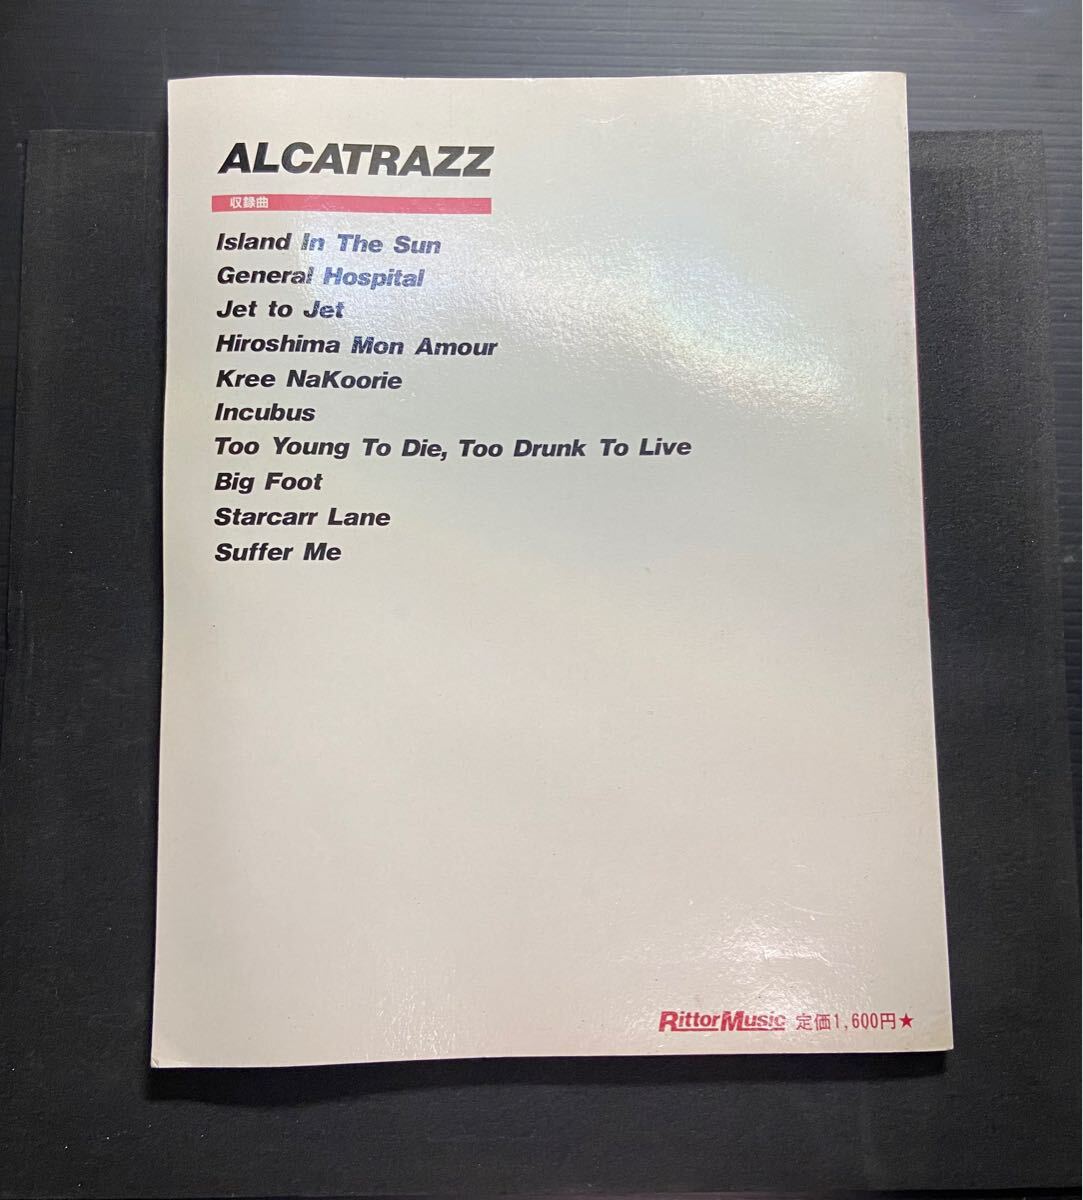 ALCATRAZZ
収録曲
Island In The Sun
General Hospital
Jet to Jet
Hiroshima Mon Amour
Kree NaKoorie
Incubus
Too Young To Die, Too Drunk To Live
Big Foot
Starcarr Lane
Suffer Me
RittorMusic 定価1,600円★